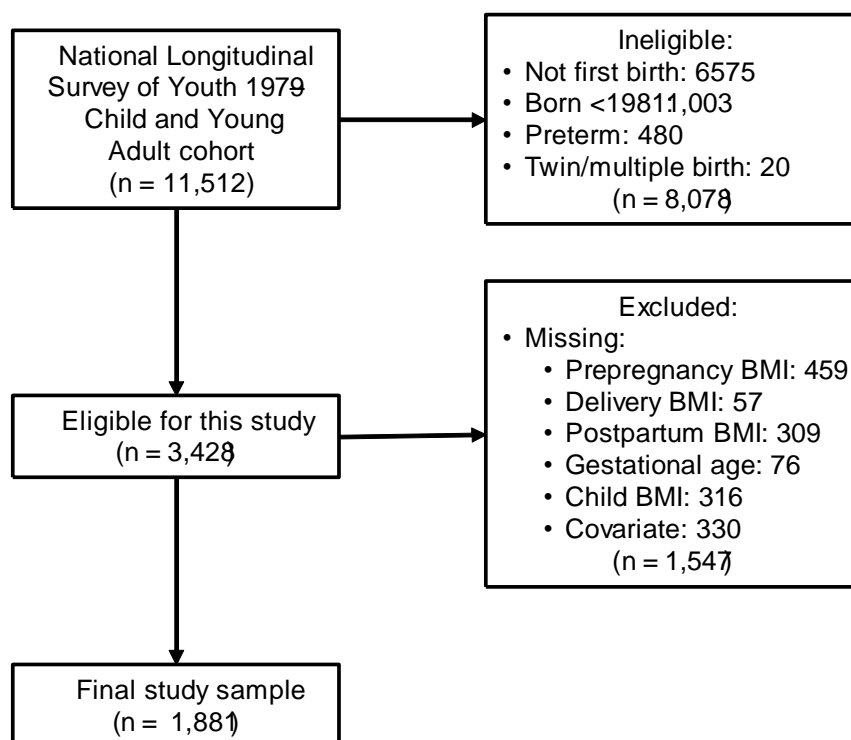 National Longitudinal
Survey of Youth 1979-
Child and Young
Adult cohort
(n = 11,512)
Ineligible:
• Not first birth: 6575
• Born <1981:1,003
• Preterm: 480
• Twin/multiple birth: 20
(n = 8,078)
Excluded:
• Missing:
• Prepregnancy BMI: 459
• Delivery BMI: 57
• Postpartum BMI: 309
• Gestational age: 76
• Child BMI: 316
• Covariate: 330
(n = 1,547)
Eligible for this study
(n = 3,428)
Final study sample
(n = 1,881)